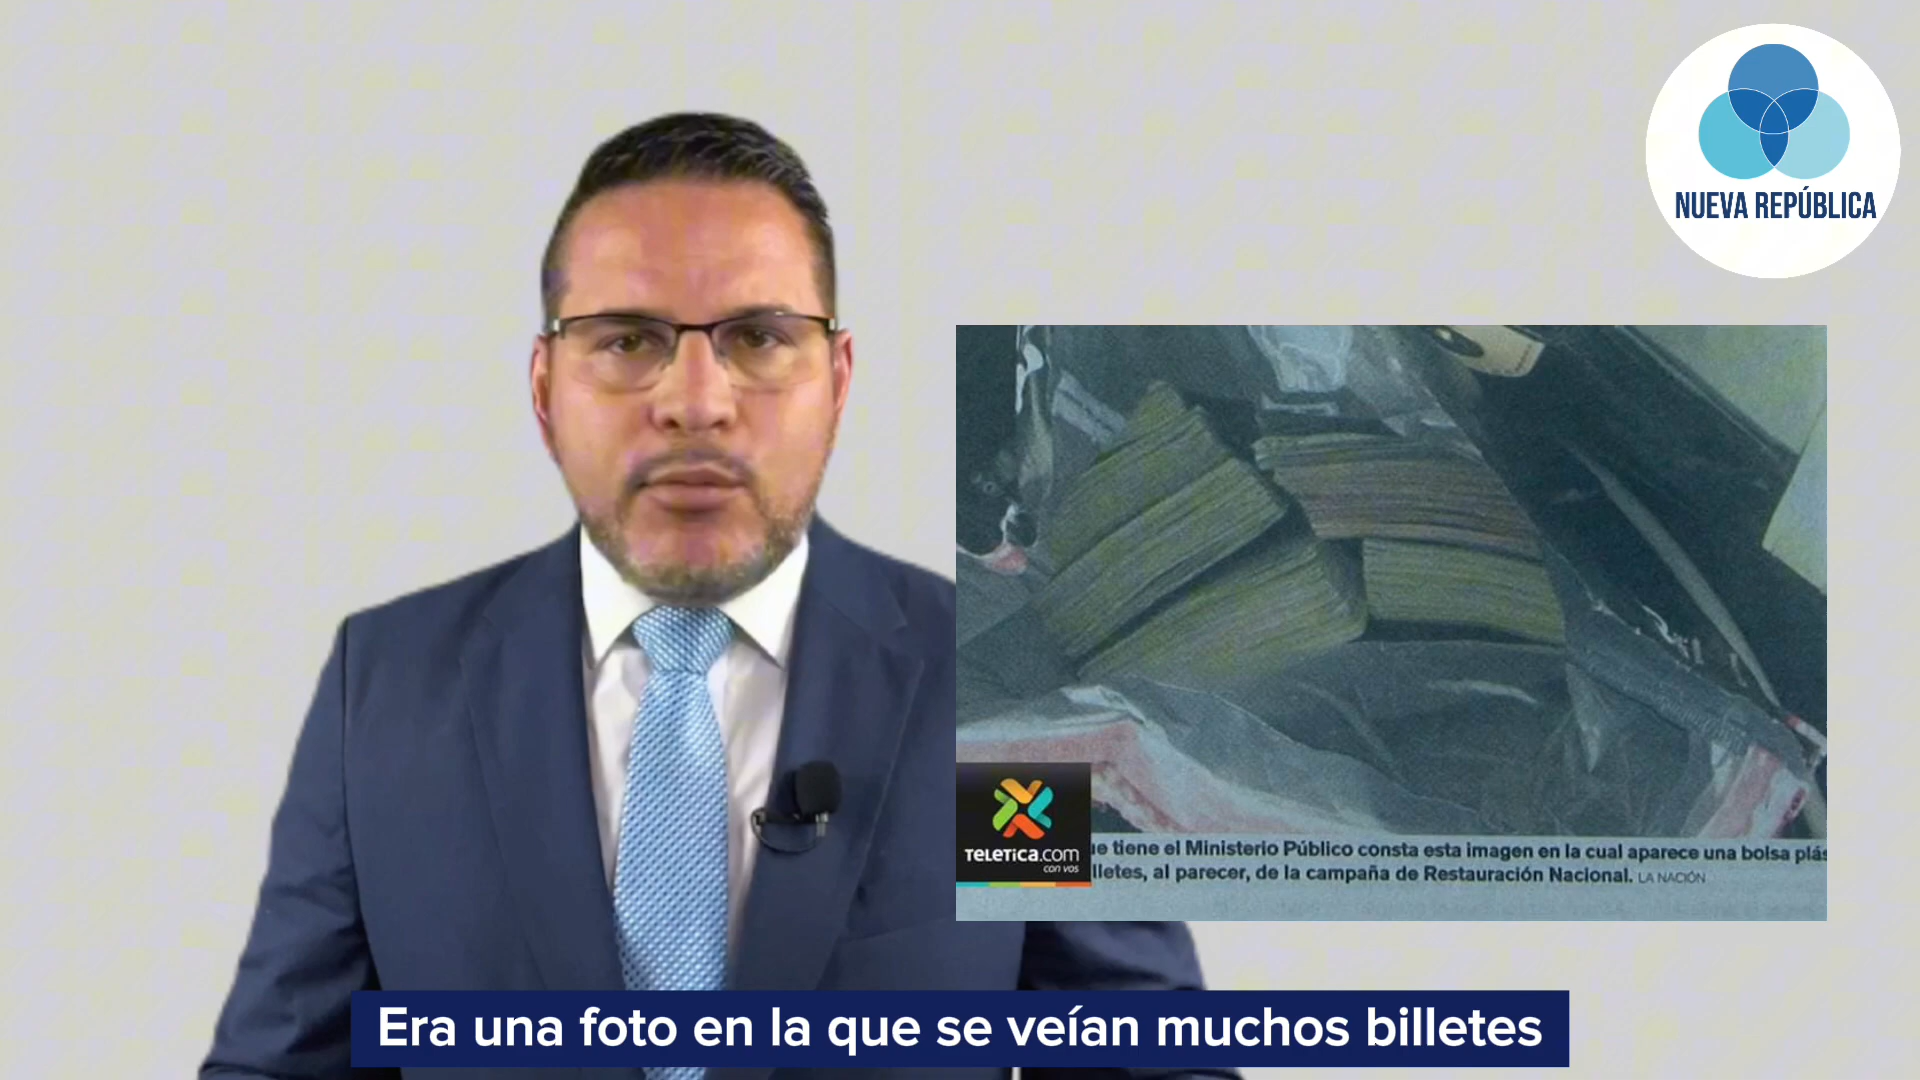 NUEVA REPÚBLICA
TELETICA.com
con vos
ue tiene el Ministerio Público consta esta imagen en la cual aparece una bolsa plás
lletes, al parecer, de la campaña de Restauración Nacional. LA NACIÓN
Era una foto en la que se veían muchos billetes